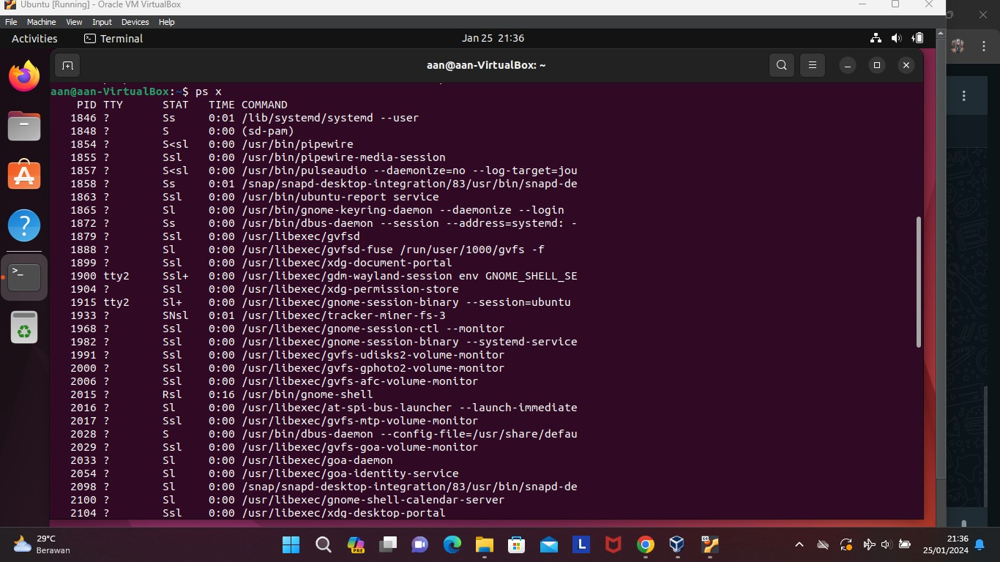 Ubuntu [Running] - Oracle VM VirtualBox
File Machine View Input Devices Help
Activities Terminal Jan 25 21:36
aan@aan-VirtualBox: ~
aan@aan-VirtualBox:~$ ps x
PID TTY STAT TIME COMMAND
1846 ? Ss 0:01 /lib/systemd/systemd --user
1848 ? S 0:00 (sd-pam)
1854 ? S<sl 0:00 /usr/bin/pipewire
1855 ? Ssl 0:00 /usr/bin/pipewire-media-session
1857 ? S<sl 0:00 /usr/bin/pulseaudio --daemonize=no --log-target=jou
1858 ? Ss 0:01 /snap/snapd-desktop-integration/83/usr/bin/snapd-de
1863 ? Ssl 0:00 /usr/bin/ubuntu-report service
1865 ? Sl 0:00 /usr/bin/gnome-keyring-daemon --daemonize --login
1872 ? Ss 0:00 /usr/bin/dbus-daemon --session --address=systemd: -
1879 ? Ssl 0:00 /usr/libexec/gvfsd
1888 ? Sl 0:00 /usr/libexec/gvfsd-fuse /run/user/1000/gvfs -f
1899 ? Ssl 0:00 /usr/libexec/xdg-document-portal
1900 tty2 Ssl+ 0:00 /usr/libexec/gdm-wayland-session env GNOME_SHELL_SE
1904 ? Ssl 0:00 /usr/libexec/xdg-permission-store
1915 tty2 Sl+ 0:00 /usr/libexec/gnome-session-binary --session=ubuntu
1933 ? SNsl 0:01 /usr/libexec/tracker-miner-fs-3
1968 ? Ssl 0:00 /usr/libexec/gnome-session-ctl --monitor
1982 ? Ssl 0:00 /usr/libexec/gnome-session-binary --systemd-service
1991 ? Ssl 0:00 /usr/libexec/gvfs-udisks2-volume-monitor
2000 ? Ssl 0:00 /usr/libexec/gvfs-gphoto2-volume-monitor
2006 ? Ssl 0:00 /usr/libexec/gvfs-afc-volume-monitor
2015 ? Rsl 0:16 /usr/bin/gnome-shell
2016 ? Sl 0:00 /usr/libexec/at-spi-bus-launcher --launch-immediate
2017 ? Ssl 0:00 /usr/libexec/gvfs-mtp-volume-monitor
2028 ? S 0:00 /usr/bin/dbus-daemon --config-file=/usr/share/defau
2029 ? Ssl 0:00 /usr/libexec/gvfs-goa-volume-monitor
2033 ? Sl 0:00 /usr/libexec/goa-daemon
2054 ? Sl 0:00 /usr/libexec/goa-identity-service
2098 ? Sl 0:00 /snap/snapd-desktop-integration/83/usr/bin/snapd-de
2100 ? Sl 0:00 /usr/libexec/gnome-shell-calendar-server
2104 ? Ssl 0:00 /usr/libexec/xdg-desktop-portal
29°C
Berawan
PRE
L
64
21:36
25/01/2024